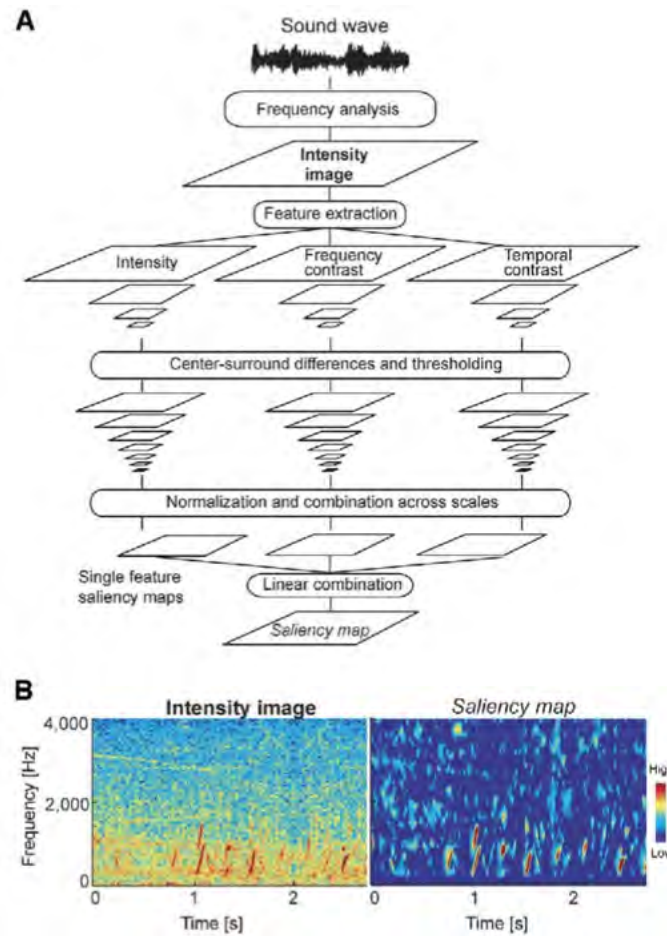 A
Sound wave
Frequency analysis
Intensity
image
Feature extraction
Intensity
Frequency
contrast
Temporal
contrast
Center-surround differences and thresholding
Normalization and combination across scales
Single feature
saliency maps
Linear combination
Saliency map
B
Intensity image
Saliency map
4,000
2,000
0
Frequency [Hz]
Hig
Low
0
1
2
0
1
2
Time [s]
Time [s]